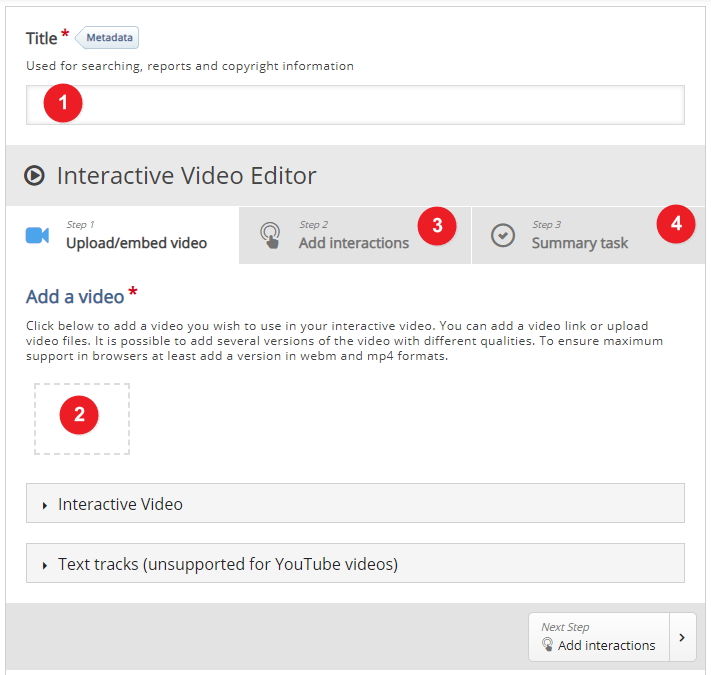 Title * Metadata
Used for searching, reports and copyright information
1
Interactive Video Editor
Step 1
Upload/embed video
Step 2
Add interactions
3
Step 3
Summary task
4
Add a video *
Click below to add a video you wish to use in your interactive video. You can add a video link or upload
video files. It is possible to add several versions of the video with different qualities. To ensure maximum
support in browsers at least add a version in webm and mp4 formats.
2
Interactive Video
Text tracks (unsupported for YouTube videos)
Next Step
Add interactions